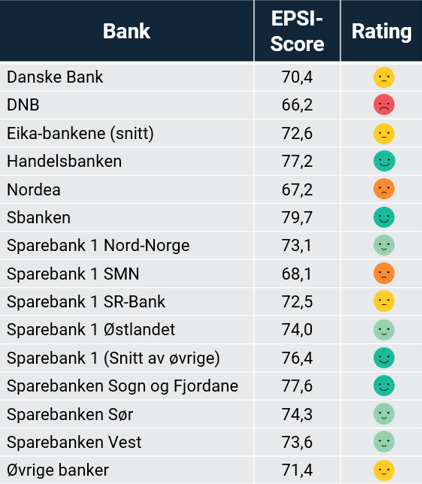 Bank EPSI-Score Rating
Danske Bank 70,4
DNB 66,2
Eika-bankene (snitt) 72,6
Handelsbanken 77,2
Nordea 67,2
Sbanken 79,7
Sparebank 1 Nord-Norge 73,1
Sparebank 1 SMN 68,1
Sparebank 1 SR-Bank 72,5
Sparebank 1 Østlandet 74,0
Sparebank 1 (Snitt av øvrige) 76,4
Sparebanken Sogn og Fjordane 77,6
Sparebanken Sør 74,3
Sparebanken Vest 73,6
Øvrige banker 71,4